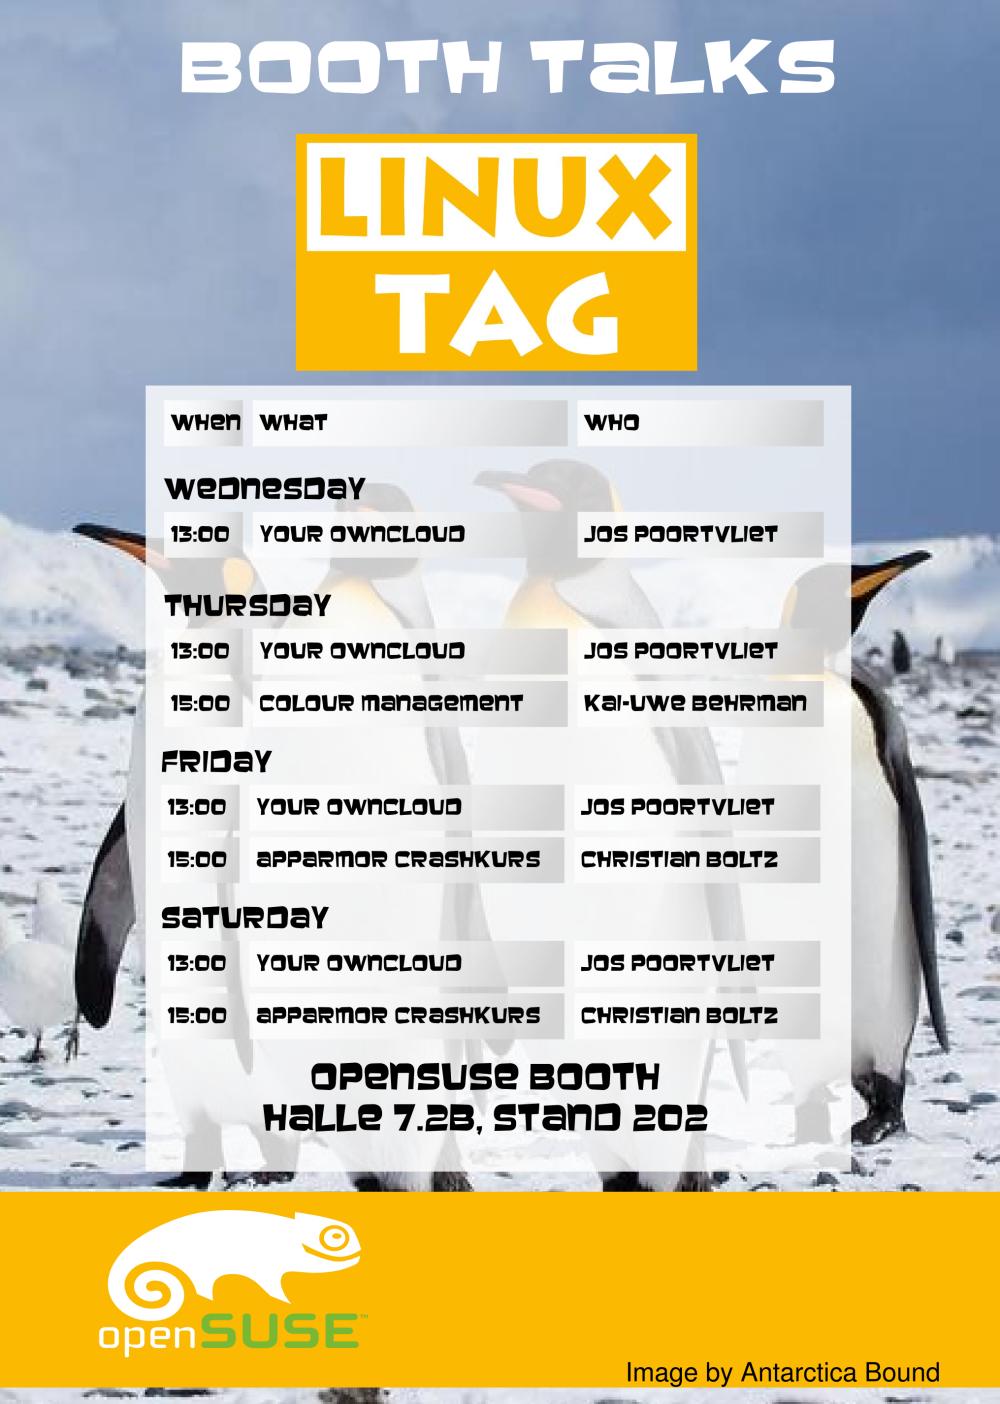 BOOTH TaLKS
LINUX
TAG
WHen WHaT WHO
WeDnesDaY
13:00 YOUR OWnCLOUD JOS POORTVLIeT
THURSDaY
13:00 YOUR OWnCLOUD JOS POORTVLIeT
15:00 COLOUR management Kai-Uwe Behrman
FRIDaY
13:00 YOUR OWnCLOUD JOS POORTVLIeT
15:00 apparmor CRasHKURS CHRISTIan BOLTZ
SaTURDaY
13:00 YOUR OWnCLOUD JOS POORTVLIeT
15:00 apparmor CRasHKURS CHRISTIan BOLTZ
openSUSE BOOTH
Halle 7.2B, Stand 202
openSUSE™
Image by Antarctica Bound